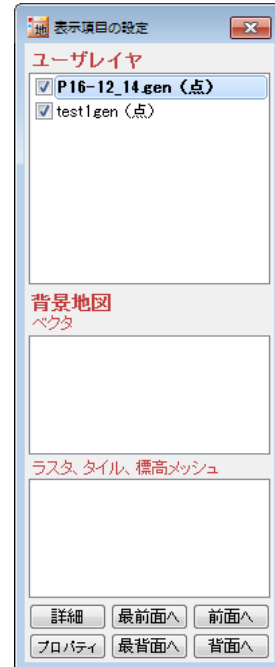 地 表示項目の設定
ユーザレイヤ
P16-12_14.gen（点）
test1gen（点）
背景地図
ベクタ
ラスタ、タイル、標高メッシュ
詳細 最前面へ 前面へ
プロパティ 最背面へ 背面へ